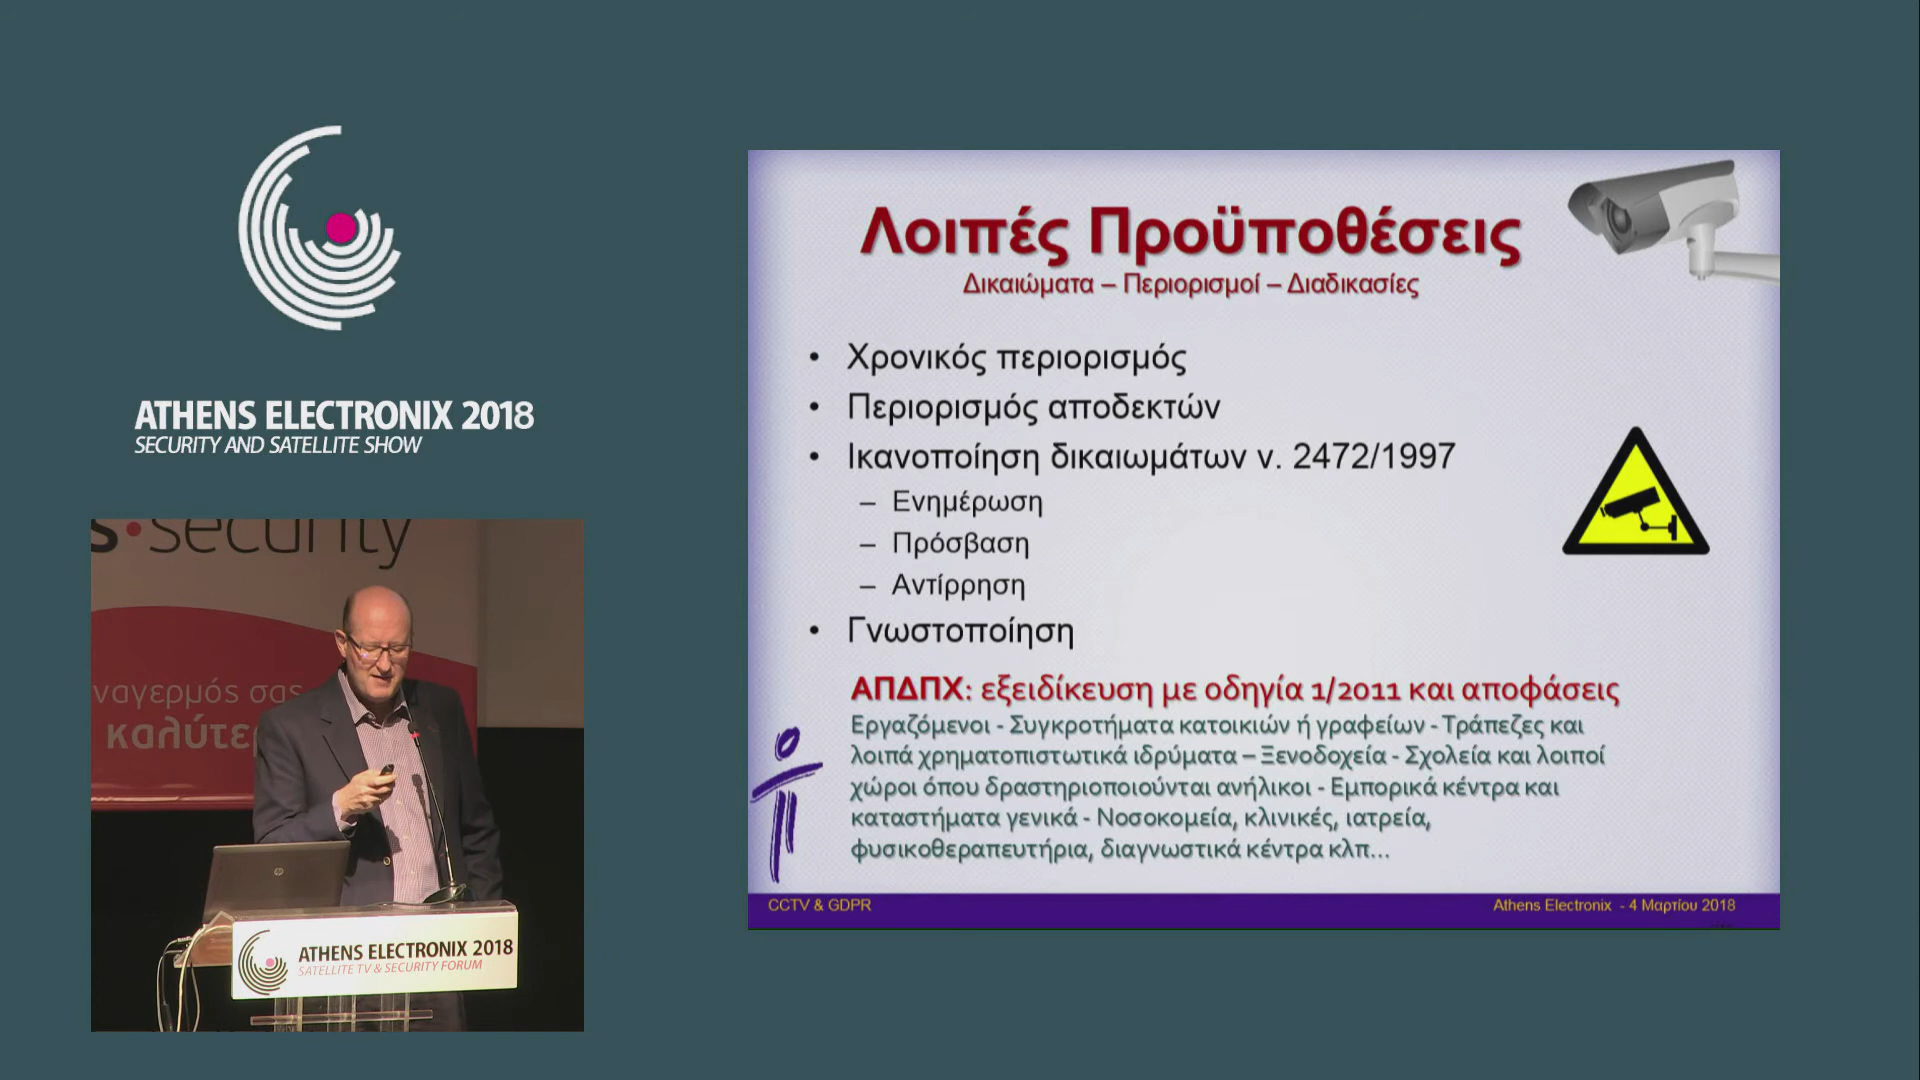 ATHENS ELECTRONIX 2018
SECURITY AND SATELLITE SHOW
s·security
ναγερμός σας
καλύτε
ATHENS ELECTRONIX 2018
SATELLITE TV & SECURITY FORUM
Λοιπές Προϋποθέσεις
Δικαιώματα – Περιορισμοί – Διαδικασίες
• Χρονικός περιορισμός
• Περιορισμός αποδεκτών
• Ικανοποίηση δικαιωμάτων ν. 2472/1997
– Ενημέρωση
– Πρόσβαση
– Αντίρρηση
• Γνωστοποίηση
ΑΠΔΠΧ: εξειδίκευση με οδηγία 1/2011 και αποφάσεις
Εργαζόμενοι - Συγκροτήματα κατοικιών ή γραφείων - Τράπεζες και
λοιπά χρηματοπιστωτικά ιδρύματα – Ξενοδοχεία - Σχολεία και λοιποί
χώροι όπου δραστηριοποιούνται ανήλικοι - Εμπορικά κέντρα και
καταστήματα γενικά - Νοσοκομεία, κλινικές, ιατρεία,
φυσικοθεραπευτήρια, διαγνωστικά κέντρα κλπ...
CCTV & GDPR
Athens Electronix - 4 Μαρτίου 2018